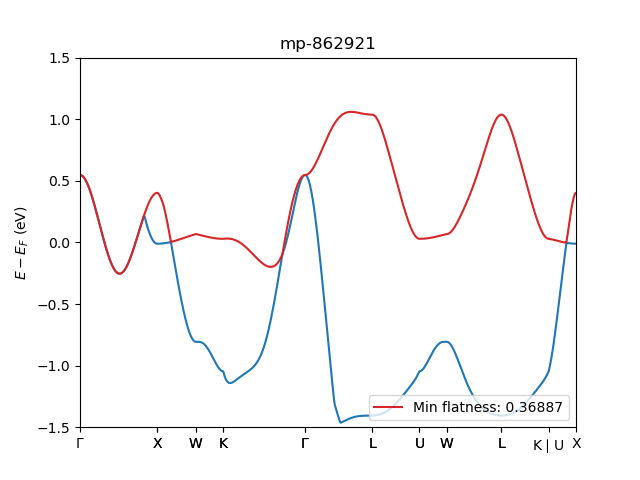 mp-862921
1.5
1.0
0.5
0.0
−0.5
−1.0
−1.5
E − E_F (eV)
Min flatness: 0.36887
Γ X W K Γ L U W L K | U X